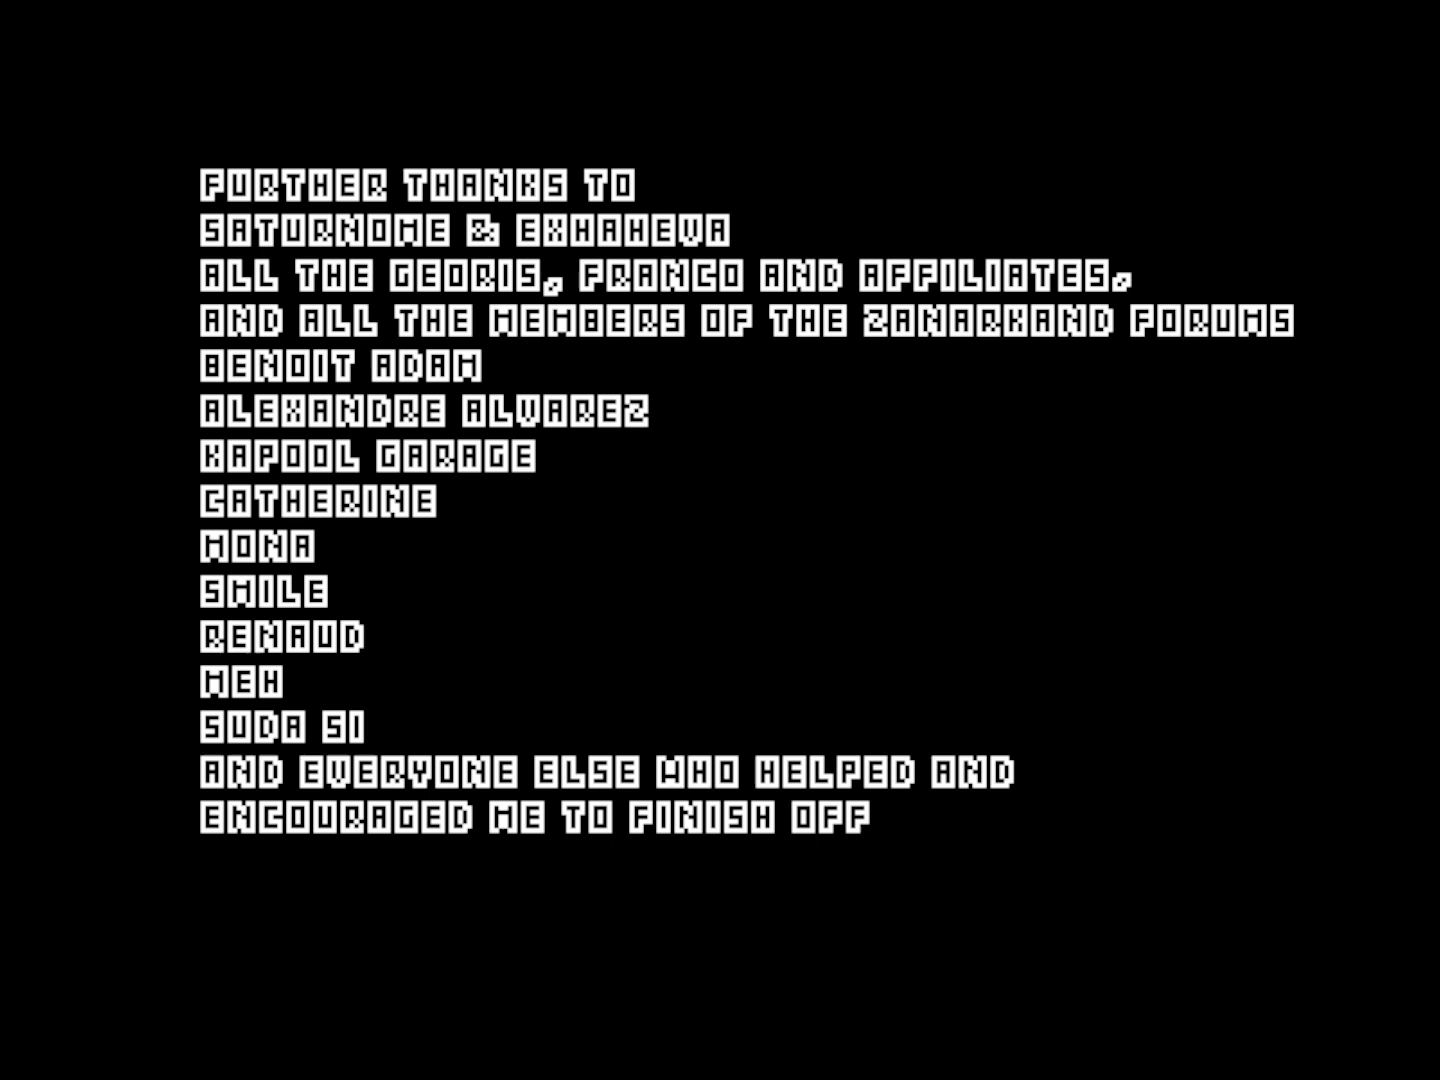 FURTHER THANKS TO
SATURNOME & EXHAHEVA
ALL THE GEORIS, FRANCO AND AFFILIATES,
AND ALL THE MEMBERS OF THE ZANARKAND FORUMS
BENOIT ADAM
ALEXANDRE ALVAREZ
KAPOOL GARAGE
CATHERINE
MONA
SMILE
RENAUD
MEH
SUDA 51
AND EVERYONE ELSE WHO HELPED AND
ENCOURAGED ME TO FINISH OFF